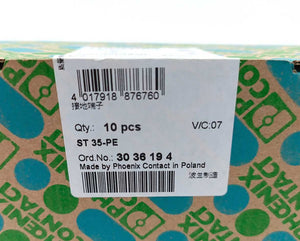 4 017918 876760
接地端子
Qty.: 10 pcs
V/C:07
ST 35-PE
Ord.No.: 30 36 19 4
Made by Phoenix Contact in Poland
波兰制造
PHOENIX
CONTACT